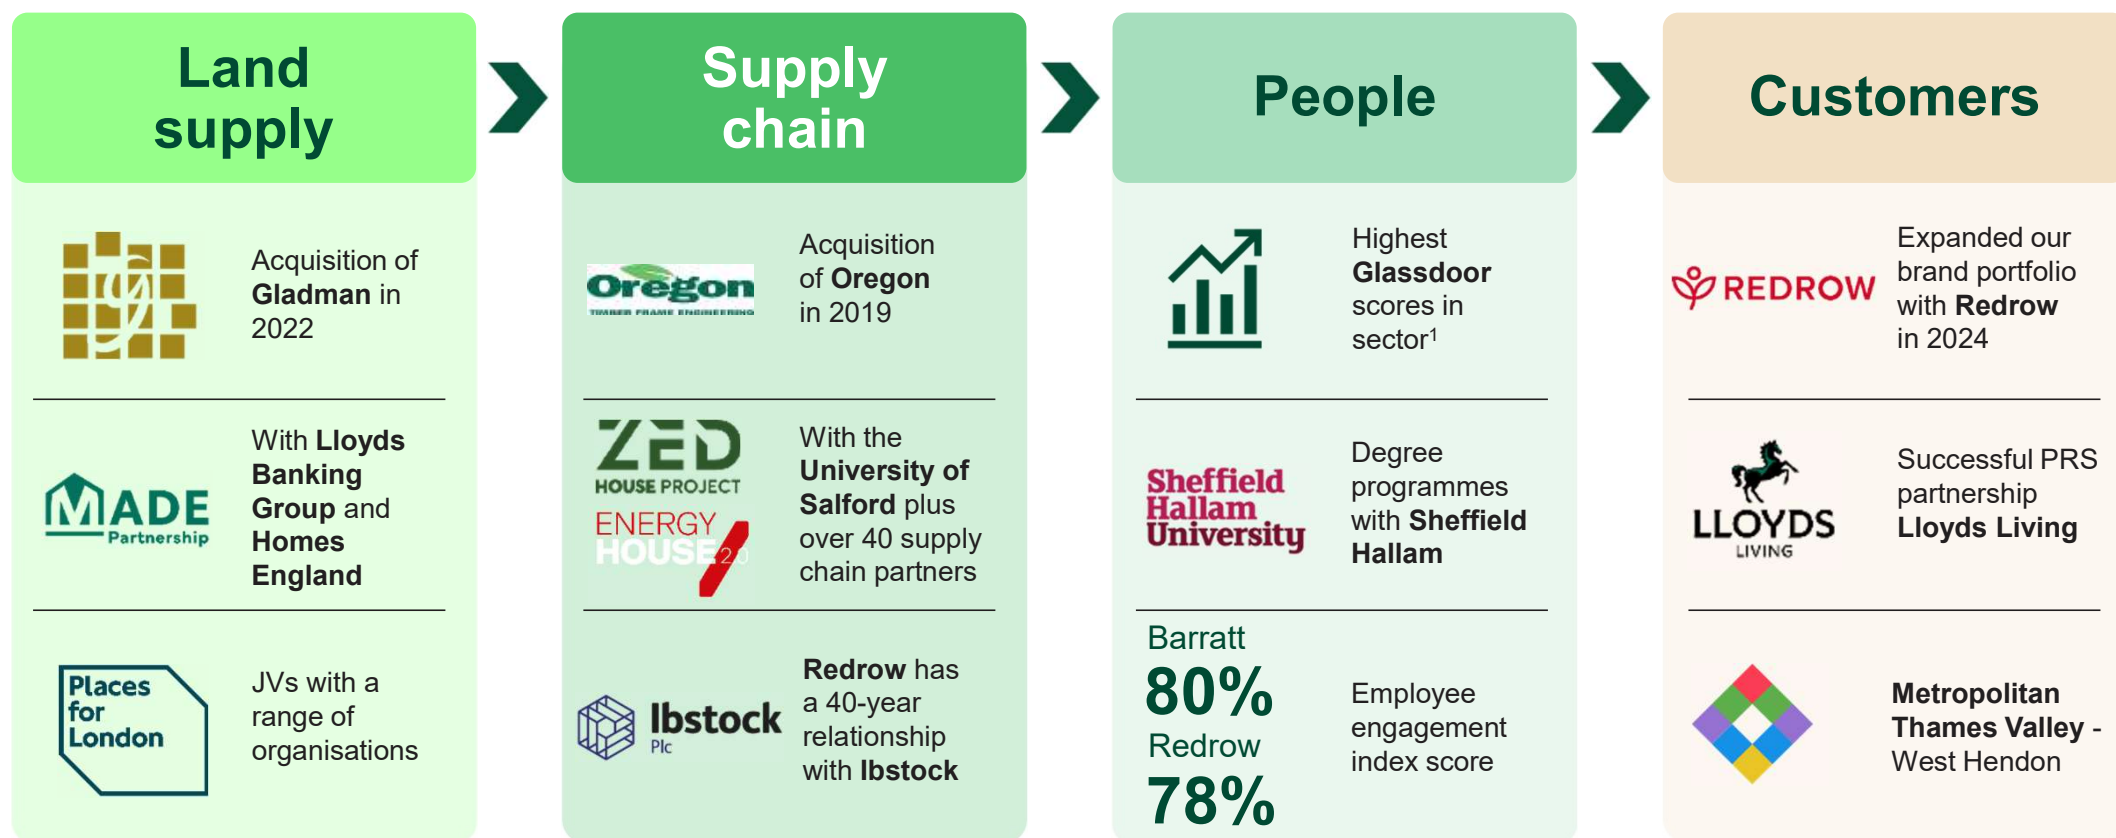 Land
supply
Acquisition of
Gladman in
2022
MADE
Partnership
With Lloyds
Banking
Group and
Homes
England
Places
for
London
JVs with a
range of
organisations
Supply
chain
Oregon
TIMBER FRAME ENGINEERING
Acquisition
of Oregon
in 2019
ZED
HOUSE PROJECT
ENERGY
HOUSE 2.0
With the
University of
Salford plus
over 40 supply
chain partners
Ibstock
Plc
Redrow has
a 40-year
relationship
with Ibstock
People
Highest
Glassdoor
scores in
sector¹
Sheffield
Hallam
University
Degree
programmes
with Sheffield
Hallam
Barratt
80%
Redrow
78%
Employee
engagement
index score
Customers
REDROW
Expanded our
brand portfolio
with Redrow
in 2024
LLOYDS
LIVING
Successful PRS
partnership
Lloyds Living
Metropolitan
Thames Valley -
West Hendon